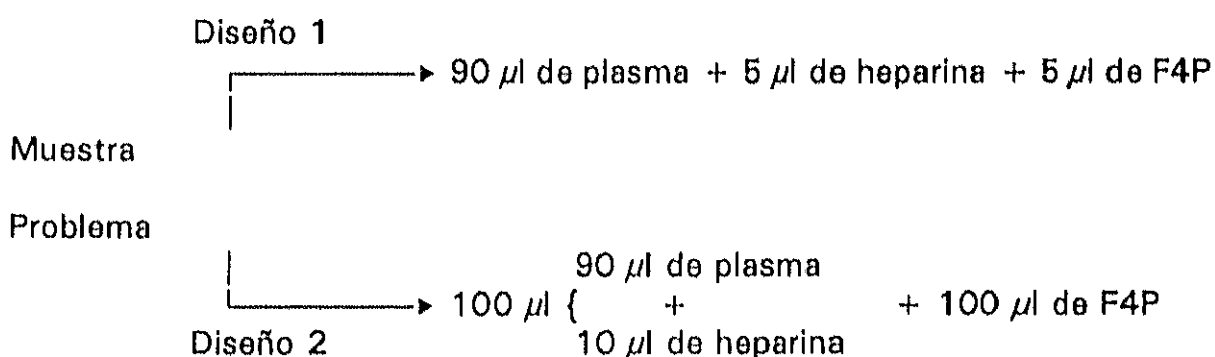 Diseño 1
90 µl de plasma + 5 µl de heparina + 5 µl de F4P
Muestra
Problema
90 µl de plasma
100 µl { + + 100 µl de F4P
Diseño 2 10 µl de heparina